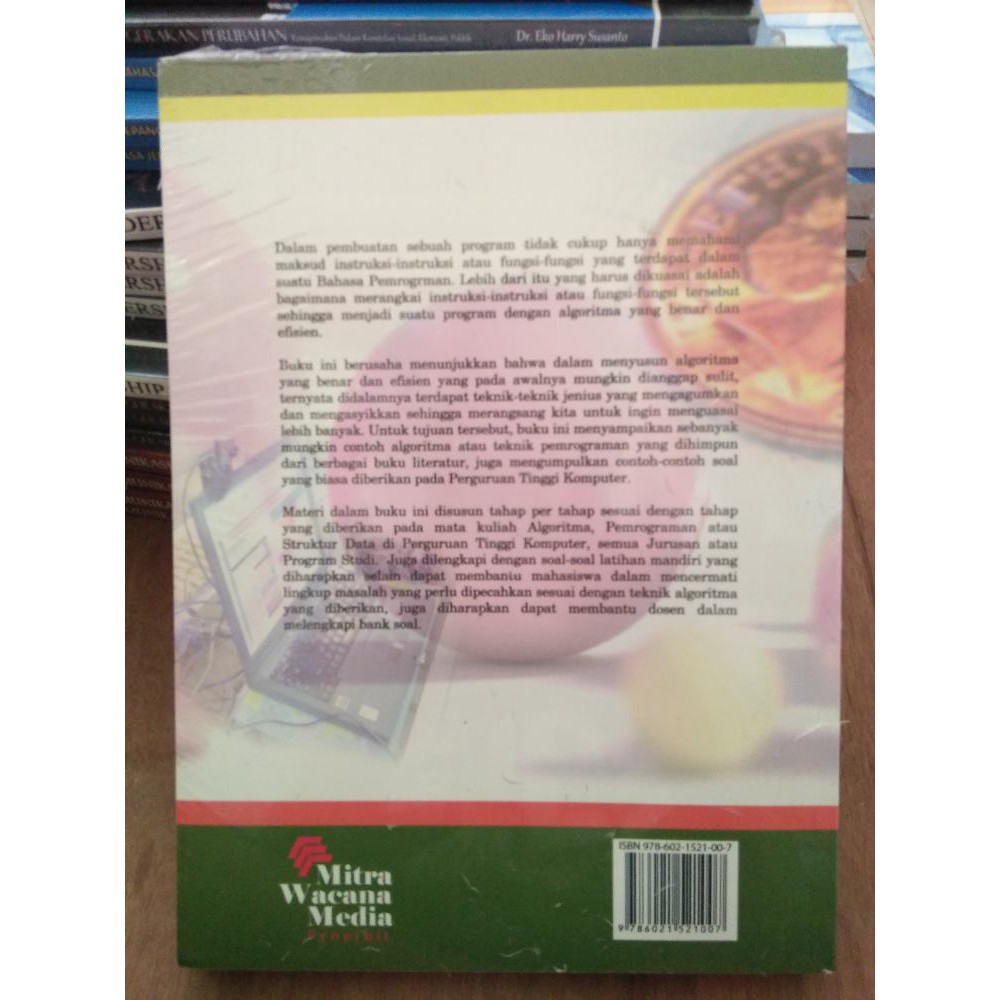 GERAKAN PERUBAHAN
Dr. Eko Harry Susanto
Dalam pembuatan sebuah program tidak cukup hanya memahami
maksud instruksi-instruksi atau fungsi-fungsi yang terdapat dalam
suatu Bahasa Pemrogrman. Lebih dari itu yang harus dikuasai adalah
bagaimana merangkai instruksi-instruksi atau fungsi-fungsi tersebut
sehingga menjadi suatu program dengan algoritma yang benar dan
efisien.
Buku ini berusaha menunjukkan bahwa dalam menyusun algoritma
yang benar dan efisien yang pada awalnya mungkin dianggap sulit,
ternyata didalamnya terdapat teknik-teknik jenius yang mengagumkan
dan mengasyikkan sehingga merangsang kita untuk ingin menguasai
lebih banyak. Untuk tujuan tersebut, buku ini menyampaikan sebanyak
mungkin contoh algoritma atau teknik pemrograman yang dihimpun
dari berbagai buku literatur, juga mengumpulkan contoh-contoh soal
yang biasa diberikan pada Perguruan Tinggi Komputer.
Materi dalam buku ini disusun tahap per tahap sesuai dengan tahap
yang diberikan pada mata kuliah Algoritma, Pemrograman atau
Struktur Data di Perguruan Tinggi Komputer, semua Jurusan atau
Program Studi. Juga dilengkapi dengan soal-soal latihan mandiri yang
diharapkan selain dapat membantu mahasiswa dalam mencermati
lingkup masalah yang perlu dipecahkan sesuai dengan teknik algoritma
yang diberikan, juga diharapkan dapat membantu dosen dalam
melengkapi bank soal.
Mitra
Wacana
Media
Penerbit
ISBN 978-602-1521-00-7
9 786021 521007